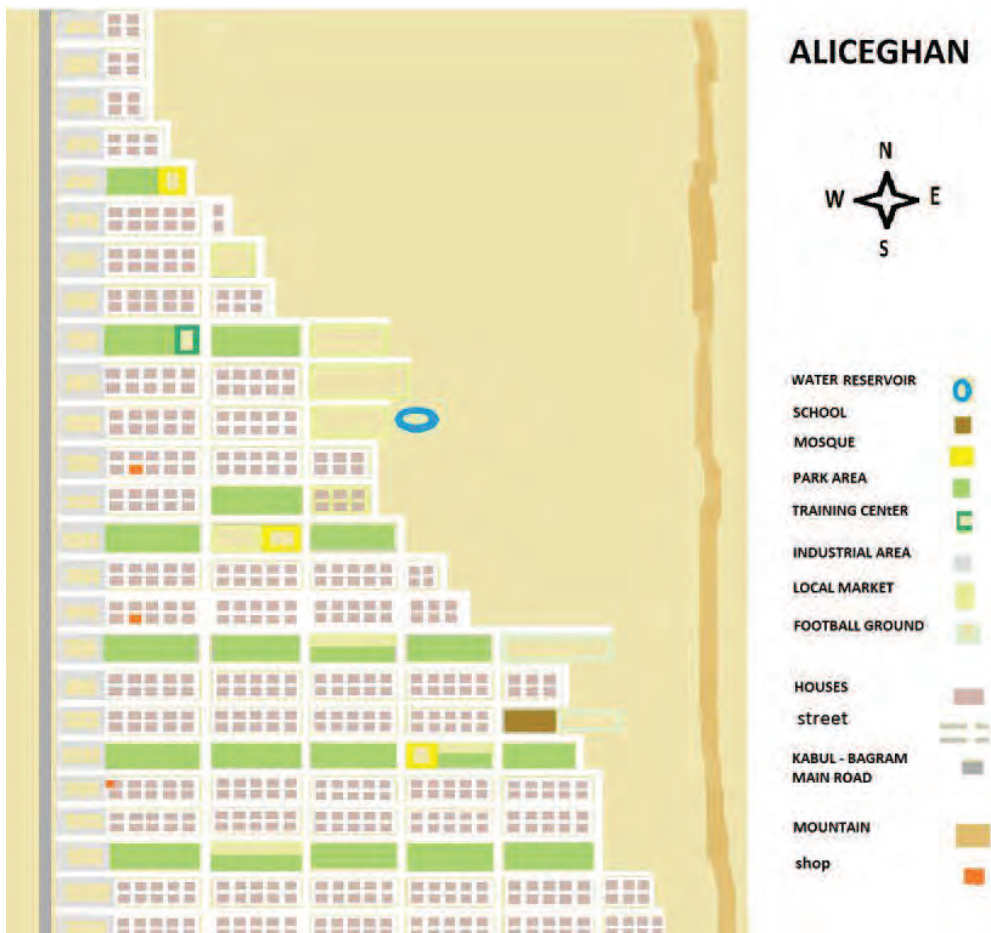 ALICEGHAN
N
W E
S
WATER RESERVOIR
SCHOOL
MOSQUE
PARK AREA
TRAINING CENtER
INDUSTRIAL AREA
LOCAL MARKET
FOOTBALL GROUND
HOUSES
street
KABUL - BAGRAM
MAIN ROAD
MOUNTAIN
shop